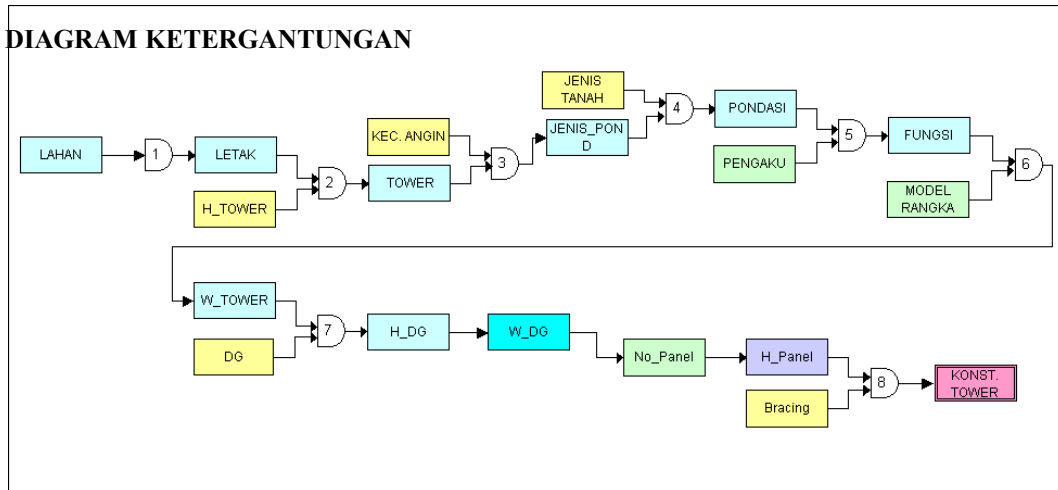 DIAGRAM KETERGANTUNGAN
LAHAN
1
LETAK
H_TOWER
2
KEC. ANGIN
TOWER
3
JENIS
TANAH
JENIS_PON
D
4
PONDASI
PENGAKU
5
FUNGSI
MODEL
RANGKA
6
W_TOWER
DG
7
H_DG
W_DG
No_Panel
H_Panel
Bracing
8
KONST.
TOWER